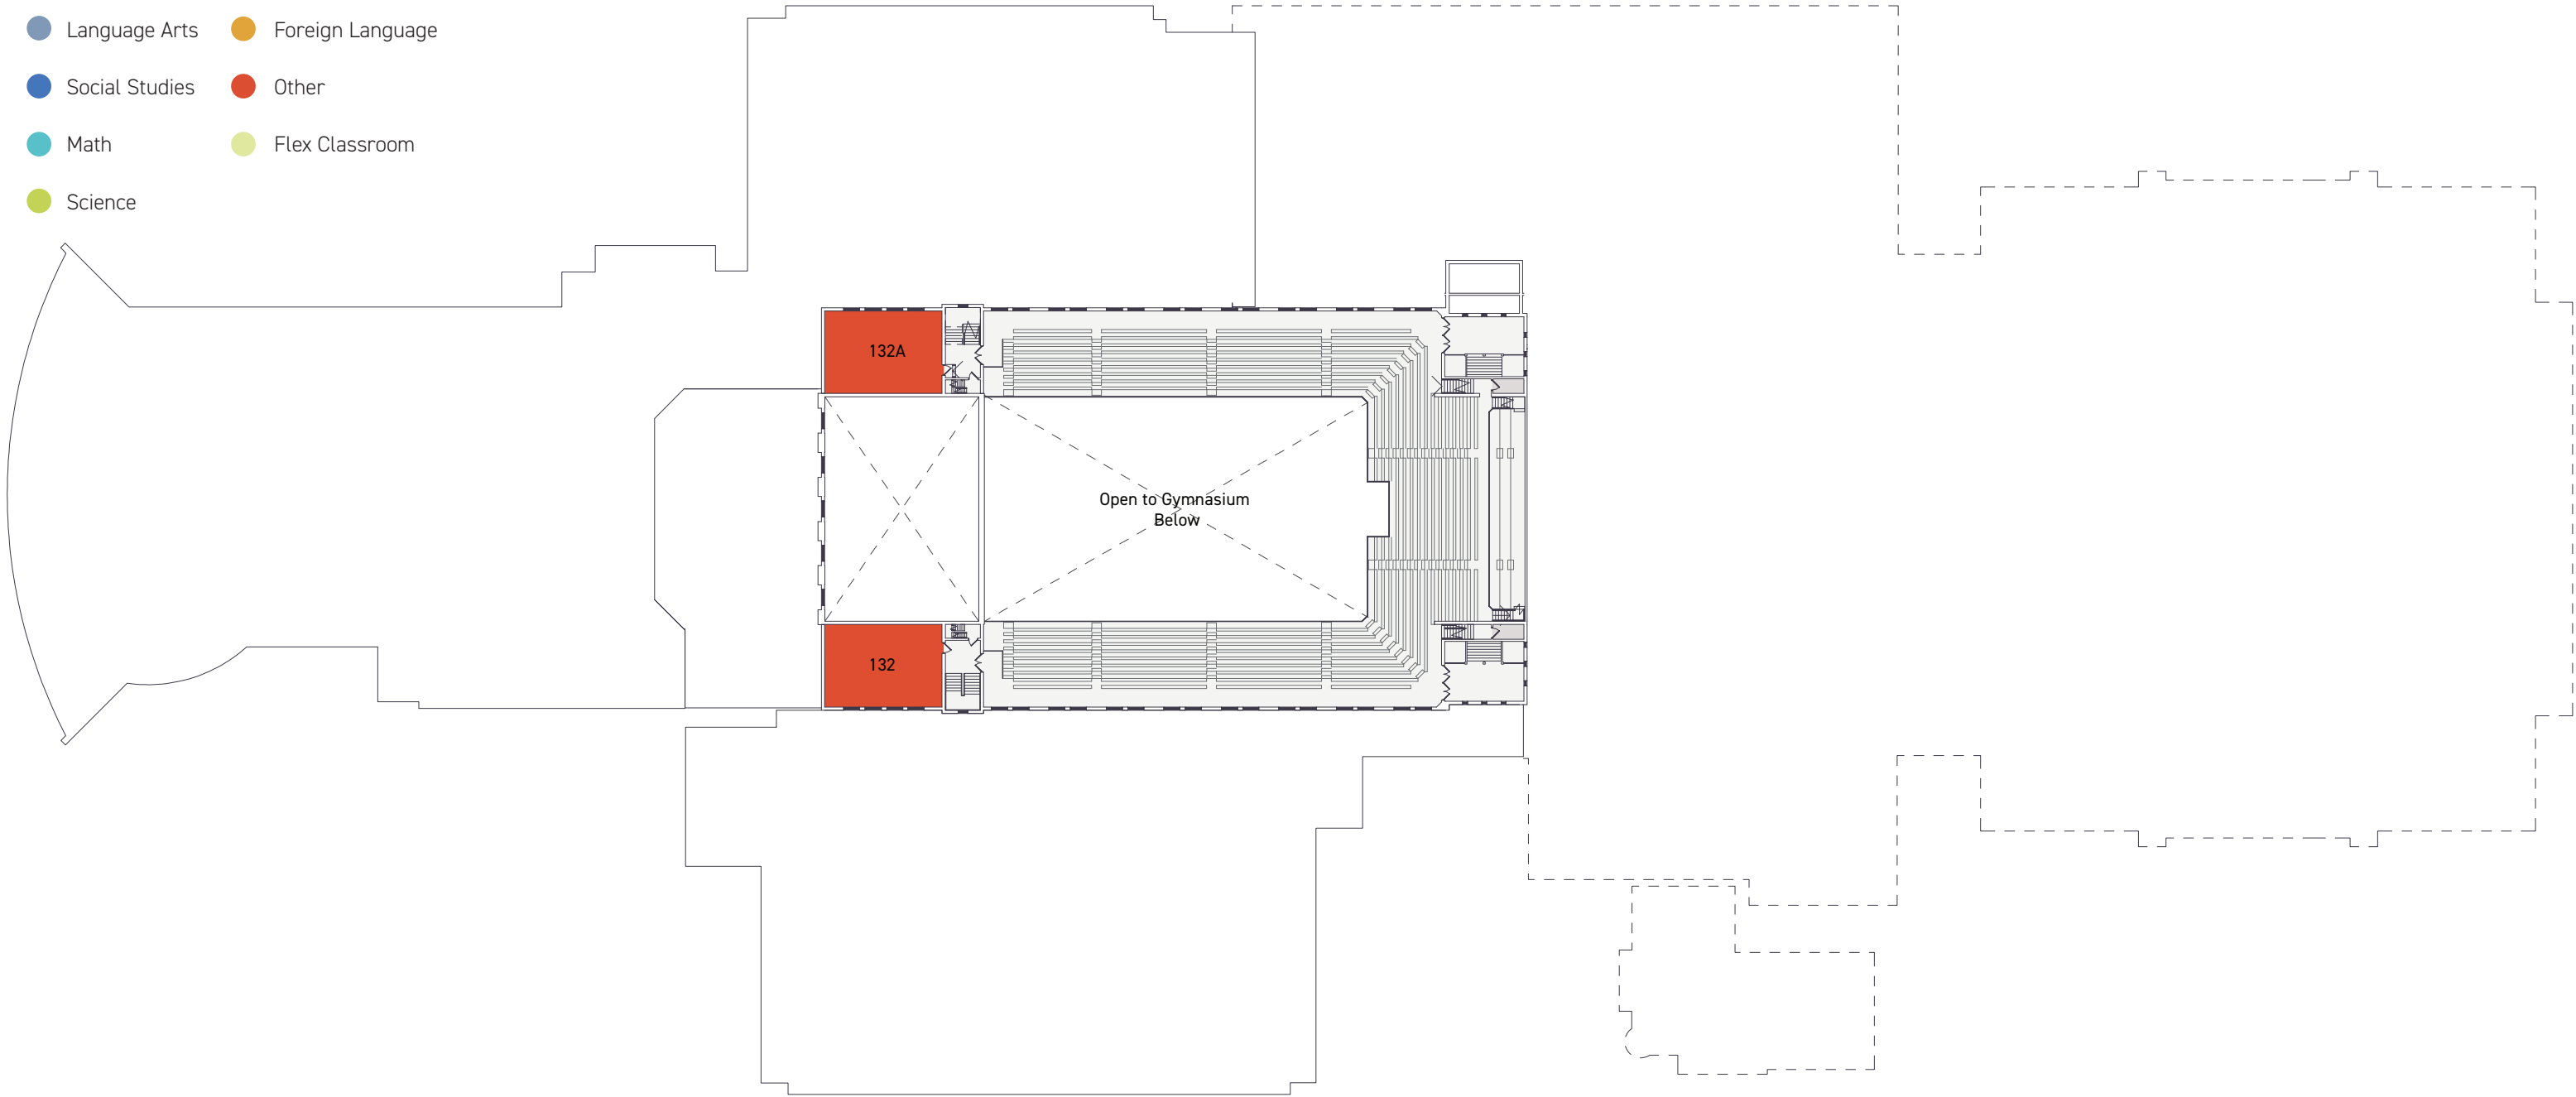 Language Arts
Foreign Language
Social Studies
Other
Math
Flex Classroom
Science
132A
Open to Gymnasium
Below
132